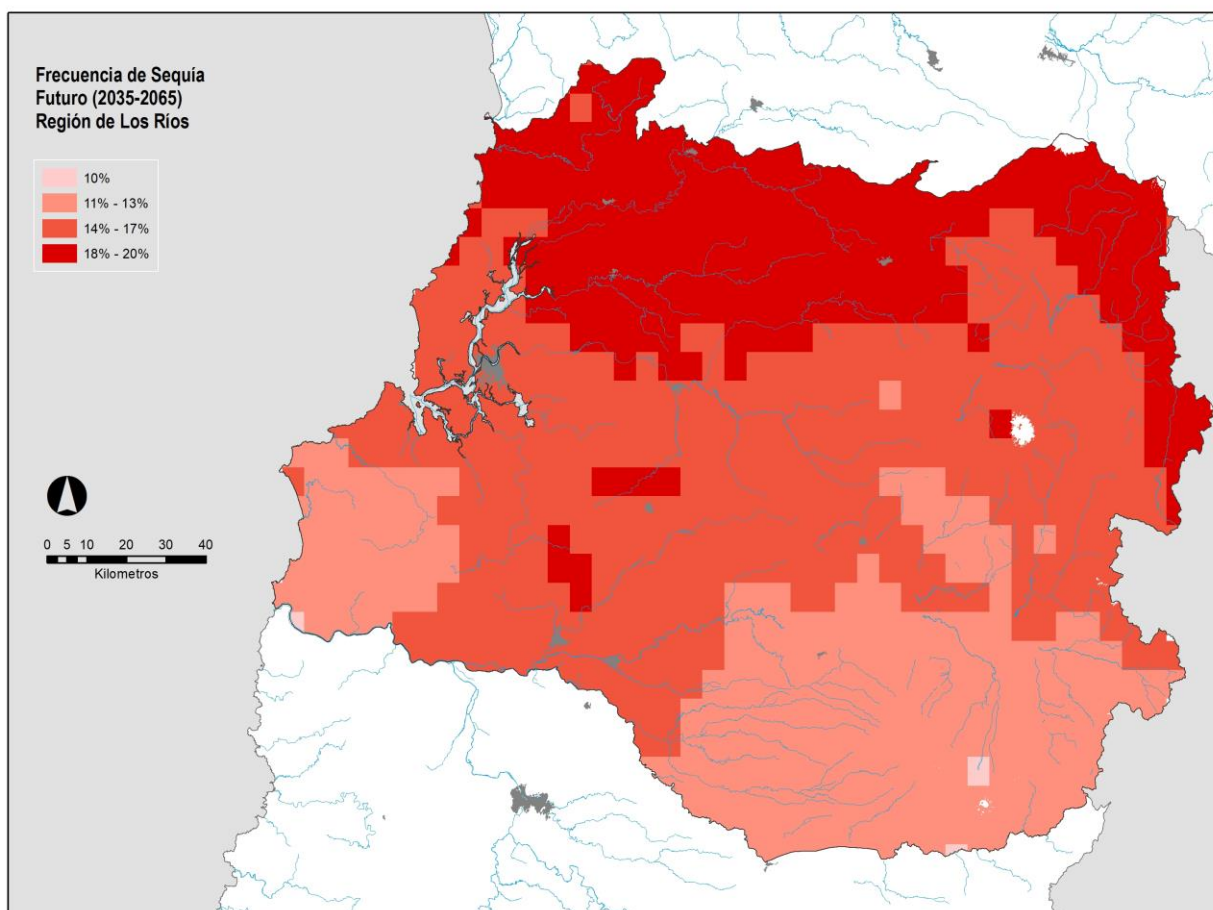 Frecuencia de Sequía
Futuro (2035-2065)
Región de Los Ríos
10%
11% - 13%
14% - 17%
18% - 20%
0 5 10 20 30 40
Kilometros